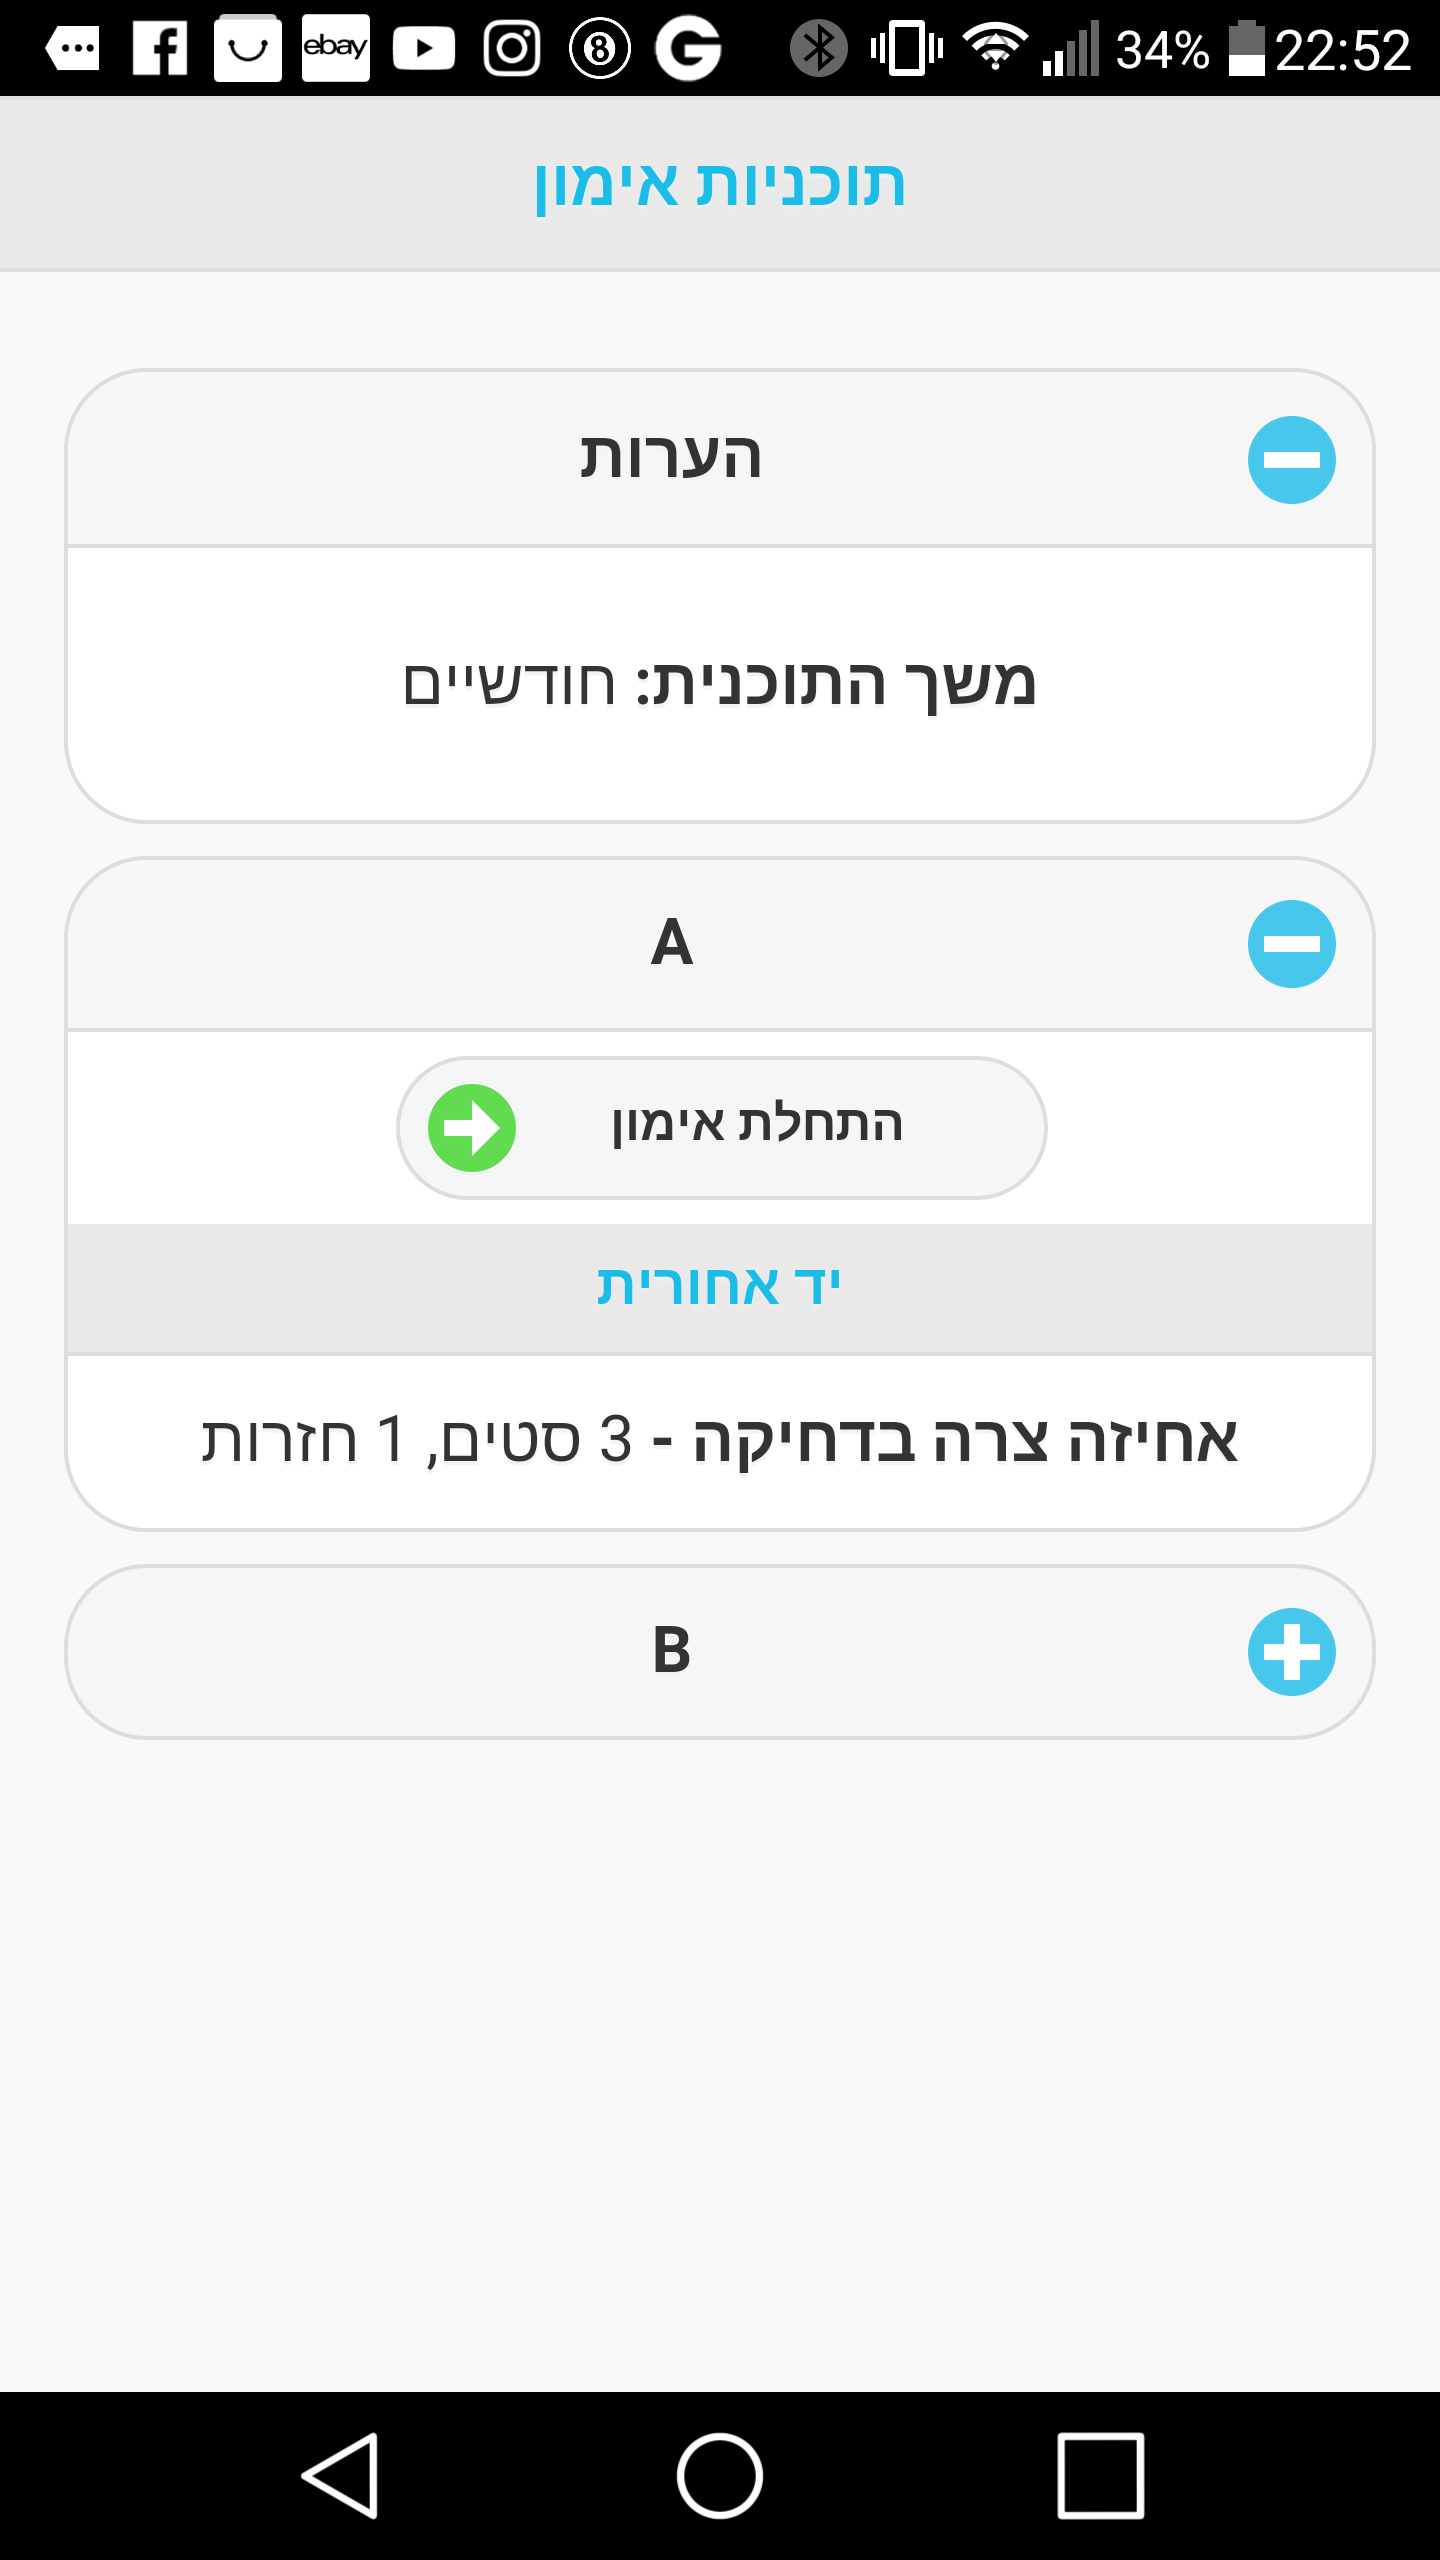 ebay 8 G 34% 22:52
תוכניות אימון
הערות
משך התוכנית: חודשיים
A
התחלת אימון
יד אחורית
אחיזה צרה בדחיקה - 3 סטים, 1 חזרות
B